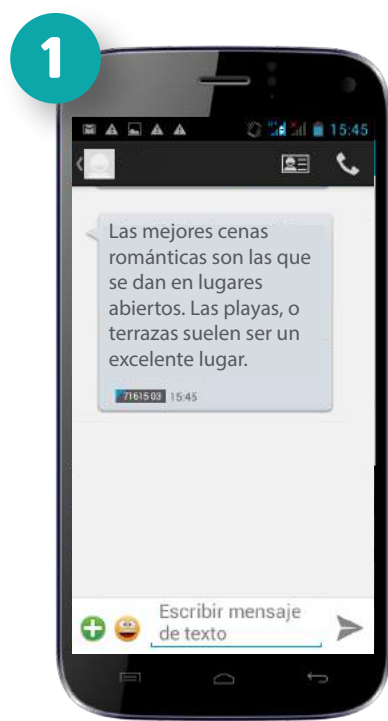 1
15:45
Las mejores cenas
románticas son las que
se dan en lugares
abiertos. Las playas, o
terrazas suelen ser un
excelente lugar.
7161503 15:45
Escribir mensaje
de texto